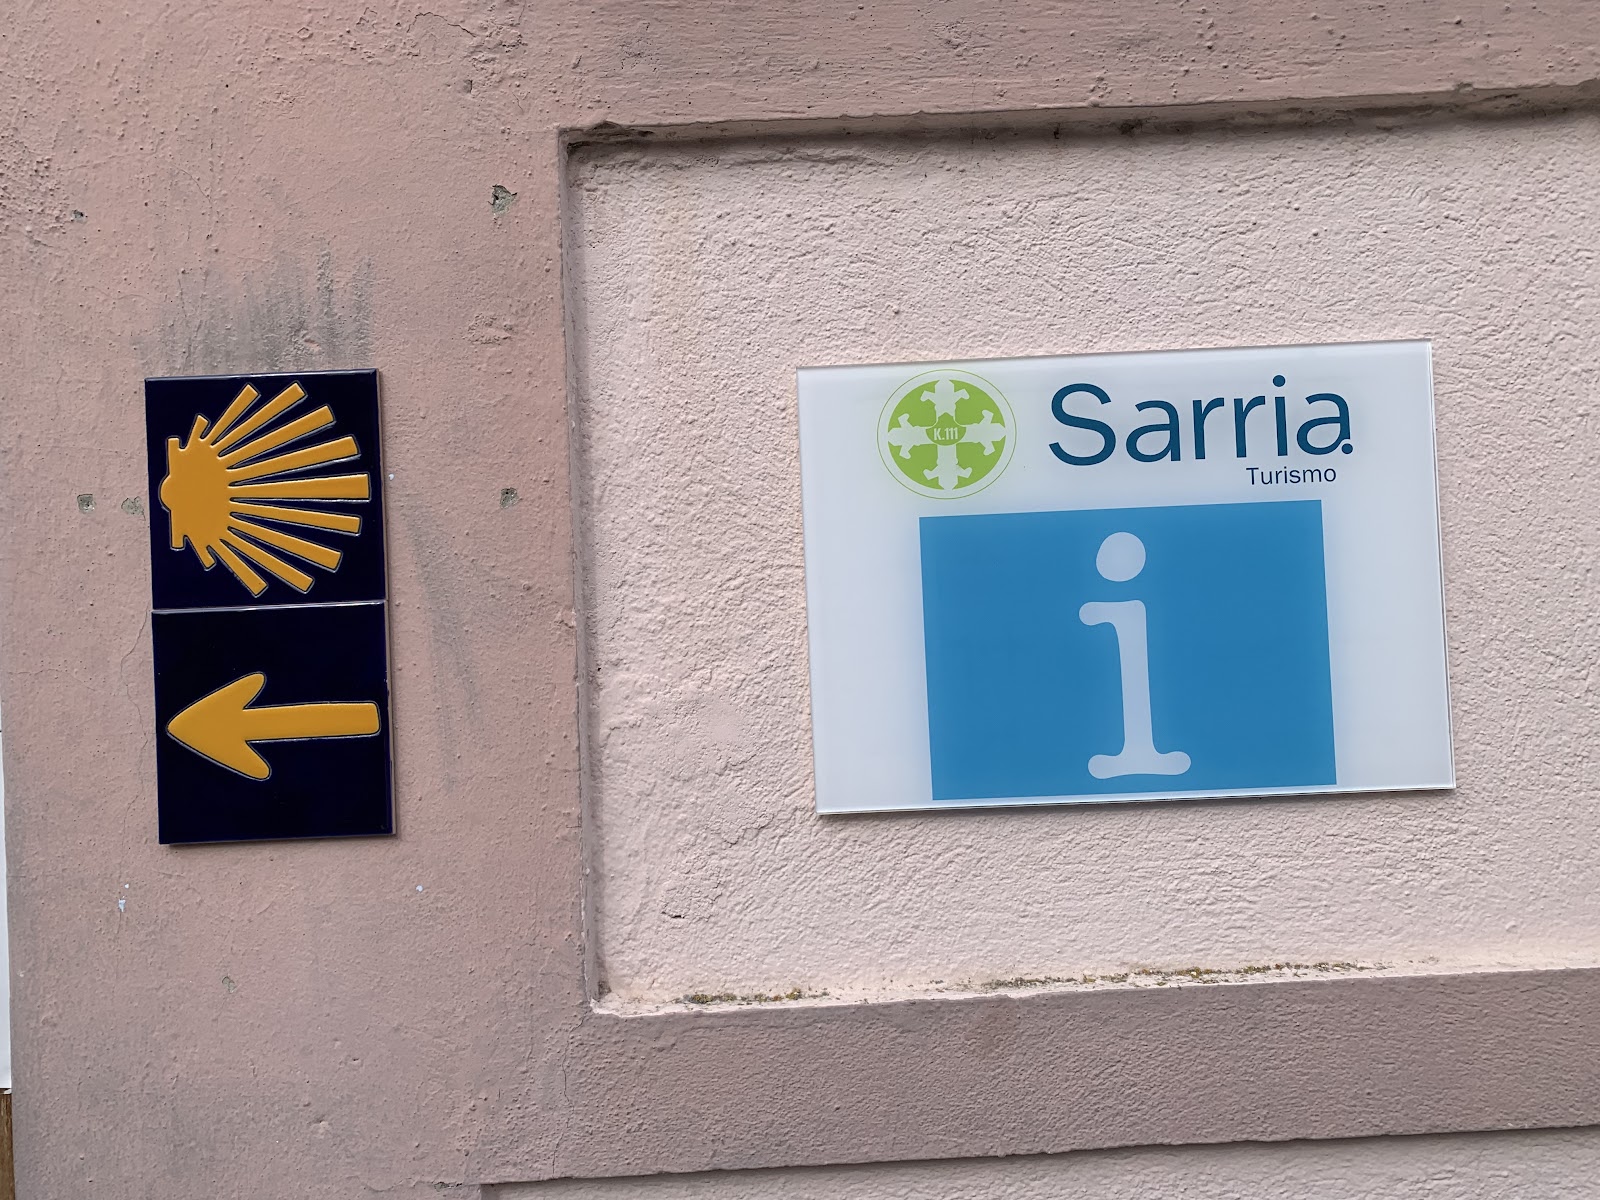 K.111
Sarria
Turismo
i